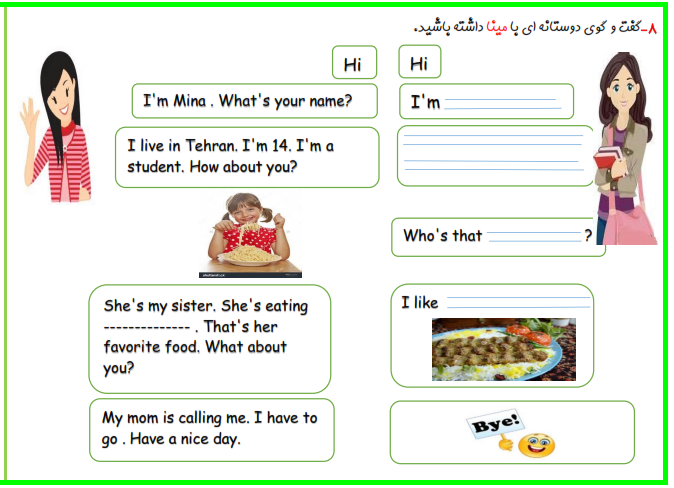 ۸-گفت و گوی دوستانه ای با مینا داشته باشید.
Hi
Hi
I'm Mina . What's your name?
I'm
I live in Tehran. I'm 14. I'm a
student. How about you?
Who's that ?
She's my sister. She's eating
-------------- . That's her
favorite food. What about
you?
I like
My mom is calling me. I have to
go . Have a nice day.
Bye!